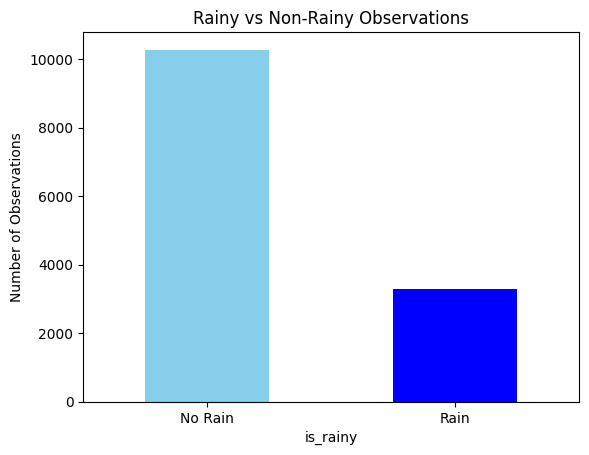 Rainy vs Non-Rainy Observations
Number of Observations
10000
8000
6000
4000
2000
0
No Rain
Rain
is_rainy